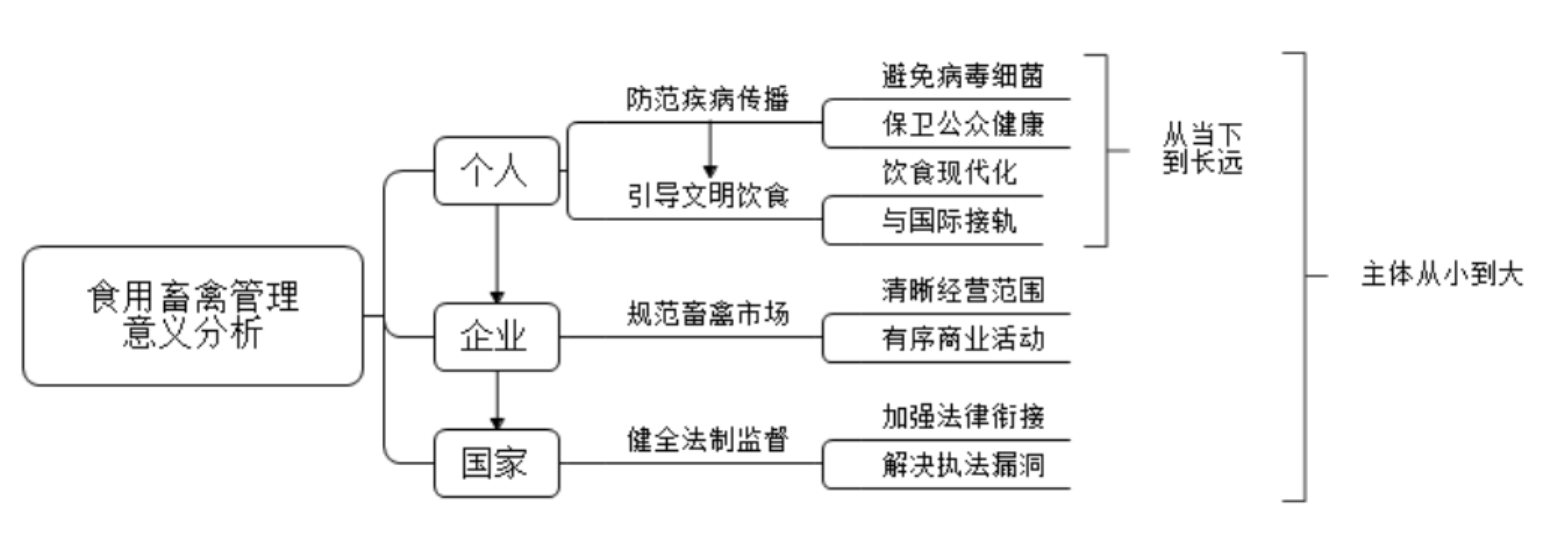 食用畜禽管理
意义分析
个人
防范疾病传播
避免病毒细菌
保卫公众健康
引导文明饮食
饮食现代化
与国际接轨
从当下
到长远
企业
规范畜禽市场
清晰经营范围
有序商业活动
国家
健全法制监督
加强法律衔接
解决执法漏洞
主体从小到大